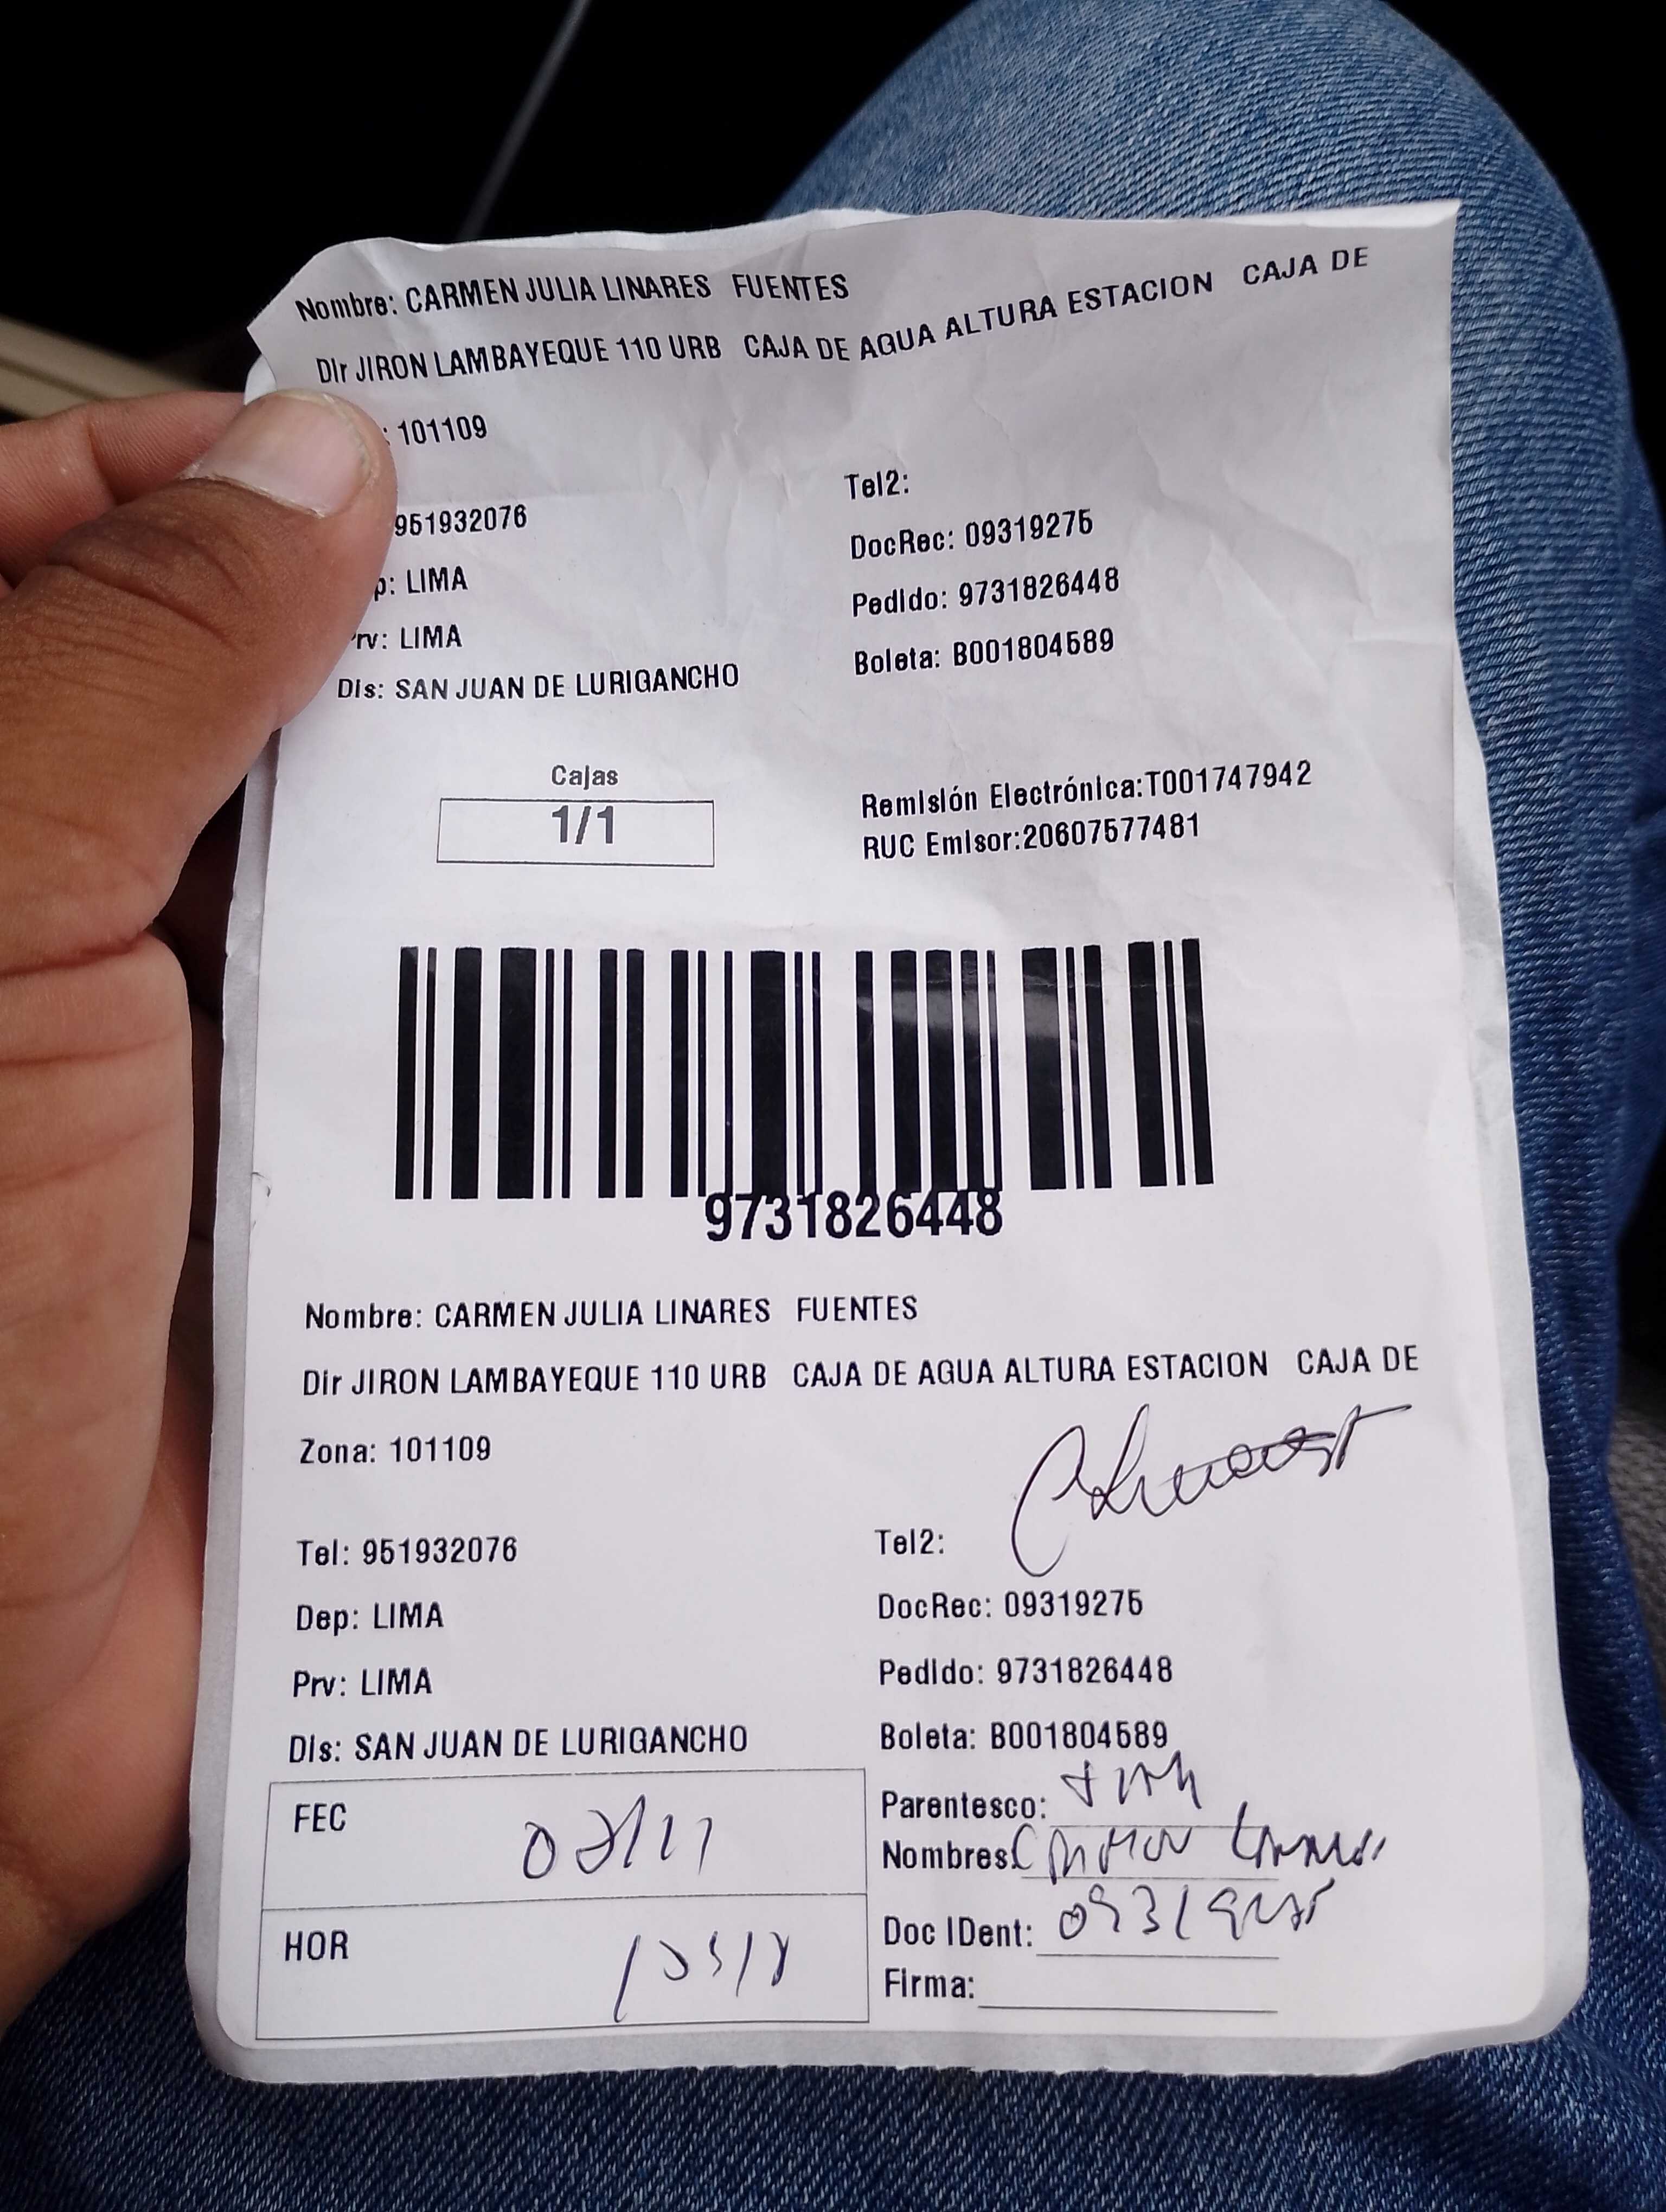 Nombre: CARMEN JULIA LINARES FUENTES
Dir JIRON LAMBAYEQUE 110 URB CAJA DE AGUA ALTURA ESTACION CAJA DE
: 101109
951932076
Tel2:
DocRec: 09319275
p: LIMA
Pedido: 9731826448
rv: LIMA
Boleta: B001804589
Dis: SAN JUAN DE LURIGANCHO
Cajas
1/1
Remisión Electrónica:T001747942
RUC Emisor:20607577481
9731826448
Nombre: CARMEN JULIA LINARES FUENTES
Dir JIRON LAMBAYEQUE 110 URB CAJA DE AGUA ALTURA ESTACION CAJA DE
Zona: 101109
Tel: 951932076
Tel2:
Dep: LIMA
DocRec: 09319275
Prv: LIMA
Pedido: 9731826448
Dis: SAN JUAN DE LURIGANCHO
Boleta: B001804589
FEC
Parentesco:
Nombres: Carmen Linares
HOR
Doc IDent: 09319275
Firma: